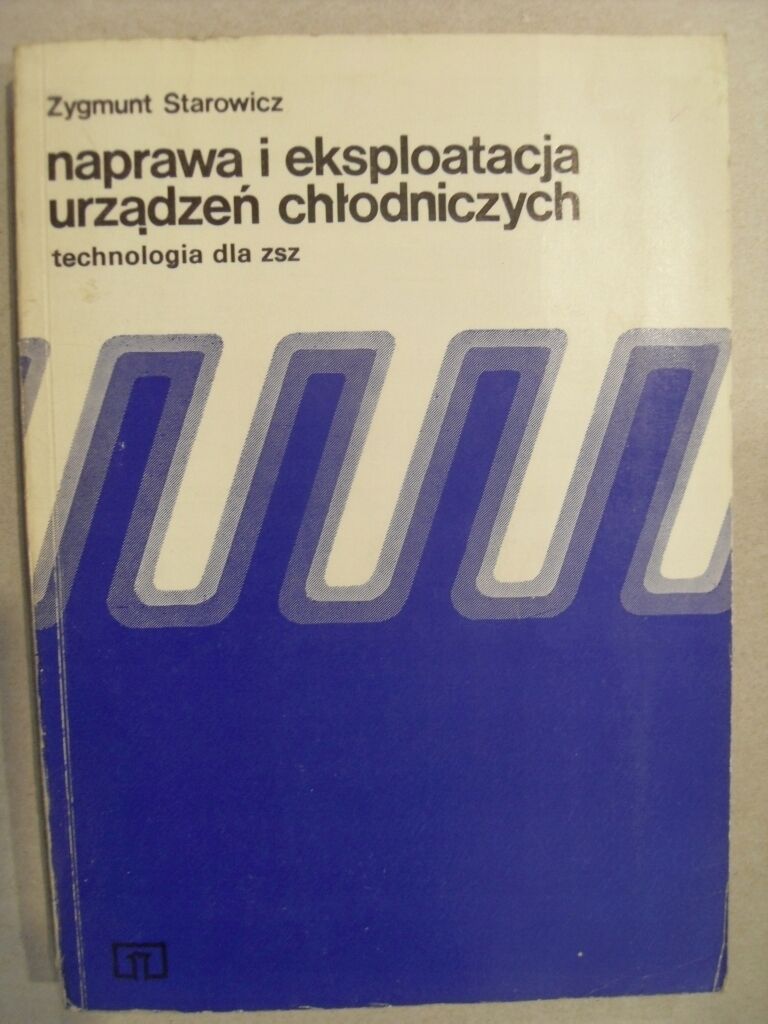 Zygmunt Starowicz
naprawa i eksploatacja
urządzeń chłodniczych
technologia dla zsz